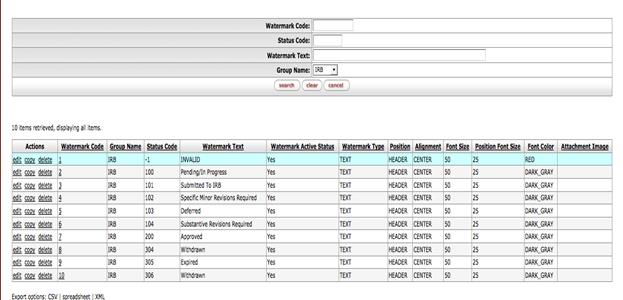 Watermark Code:
Status Code:
Watermark Text:
Group Name: IRB
search clear cancel
10 items retrieved, displaying all items.
Actions Watermark Code Group Name Status Code Watermark Text Watermark Active Status Watermark Type Position Alignment Font Size Position Font Size Font Color Attachment Image
edit copy delete 1 IRB -1 INVALID Yes TEXT HEADER CENTER 50 25 RED
edit copy delete 2 IRB 100 Pending/In Progress Yes TEXT HEADER CENTER 50 25 DARK_GRAY
edit copy delete 3 IRB 101 Submitted To IRB Yes TEXT HEADER CENTER 50 25 DARK_GRAY
edit copy delete 4 IRB 102 Specific Minor Revisions Required Yes TEXT HEADER CENTER 50 25 DARK_GRAY
edit copy delete 5 IRB 103 Deferred Yes TEXT HEADER CENTER 50 25 DARK_GRAY
edit copy delete 6 IRB 104 Substantive Revisions Required Yes TEXT HEADER CENTER 50 25 DARK_GRAY
edit copy delete 7 IRB 200 Approved Yes TEXT HEADER CENTER 50 25 DARK_GRAY
edit copy delete 8 IRB 304 Withdrawn Yes TEXT HEADER CENTER 50 25 DARK_GRAY
edit copy delete 9 IRB 305 Expired Yes TEXT HEADER CENTER 50 25 DARK_GRAY
edit copy delete 10 IRB 306 Withdrawn Yes TEXT HEADER CENTER 50 25 DARK_GRAY
Export options: CSV | spreadsheet | XML